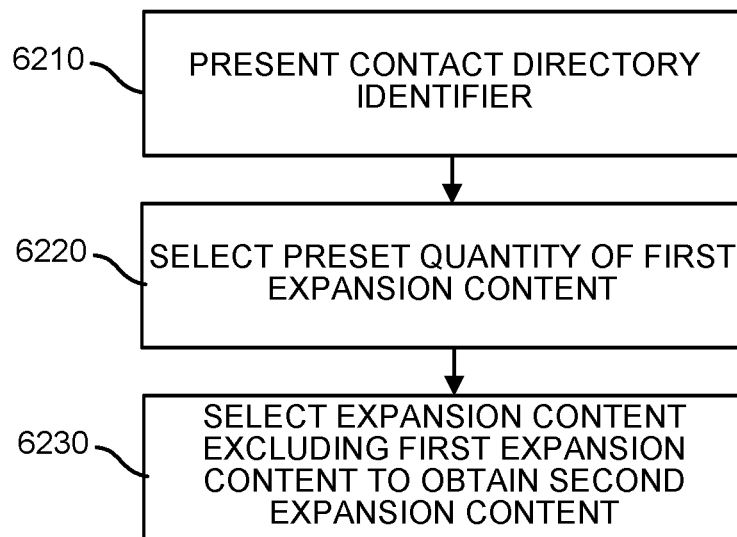 6210
PRESENT CONTACT DIRECTORY
IDENTIFIER
6220
SELECT PRESET QUANTITY OF FIRST
EXPANSION CONTENT
6230
SELECT EXPANSION CONTENT
EXCLUDING FIRST EXPANSION
CONTENT TO OBTAIN SECOND
EXPANSION CONTENT